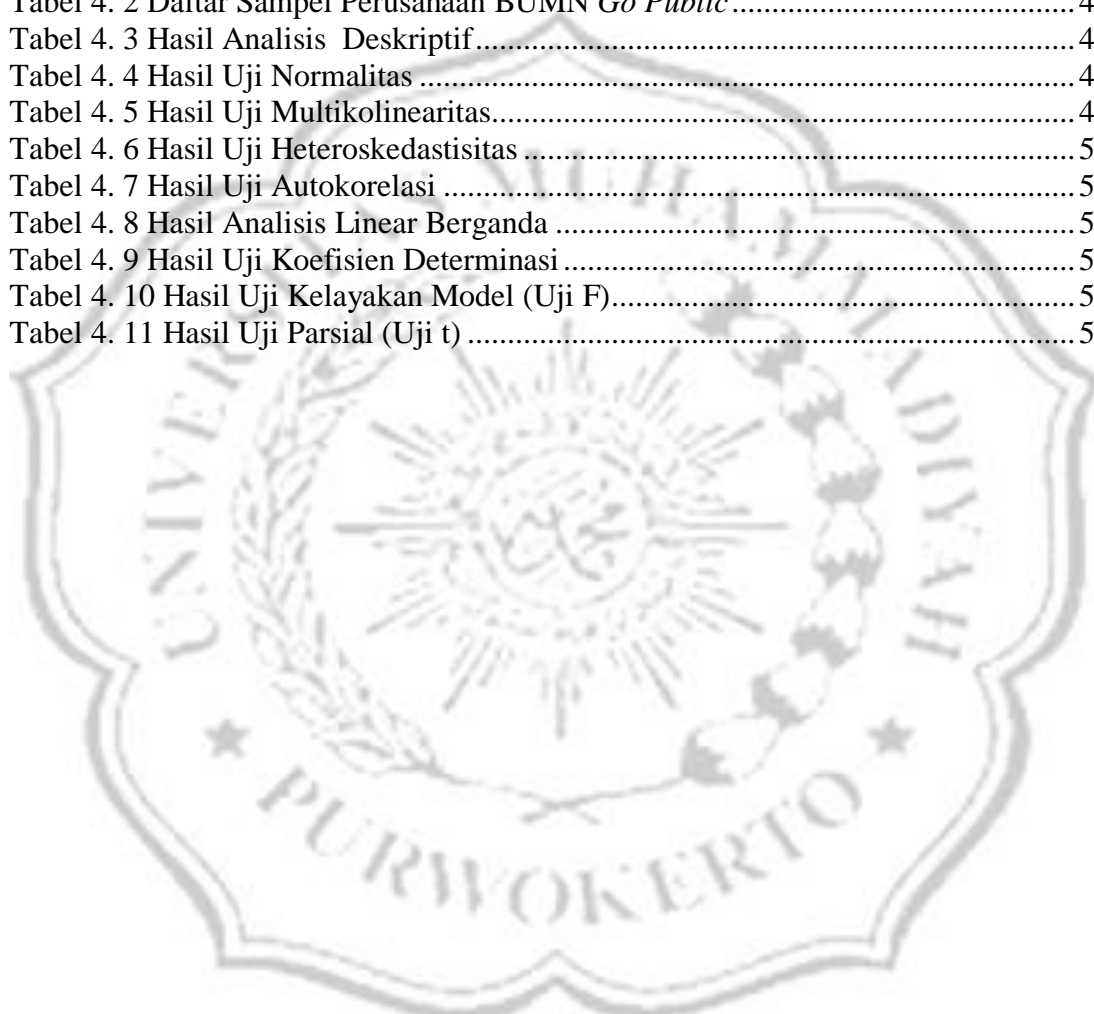 Tabel 4. 2 Daftar Sampel Perusahaan BUMN Go Public.......................................... 4
Tabel 4. 3 Hasil Analisis  Deskriptif........................................................................ 4
Tabel 4. 4 Hasil Uji Normalitas ............................................................................... 4
Tabel 4. 5 Hasil Uji Multikolinearitas...................................................................... 4
Tabel 4. 6 Hasil Uji Heteroskedastisitas .................................................................. 5
Tabel 4. 7 Hasil Uji Autokorelasi ............................................................................ 5
Tabel 4. 8 Hasil Analisis Linear Berganda .............................................................. 5
Tabel 4. 9 Hasil Uji Koefisien Determinasi ............................................................. 5
Tabel 4. 10 Hasil Uji Kelayakan Model (Uji F)....................................................... 5
Tabel 4. 11 Hasil Uji Parsial (Uji t) ......................................................................... 5
UNIVERSITAS MUHAMMADIYAH
★ PURWOKERTO ★